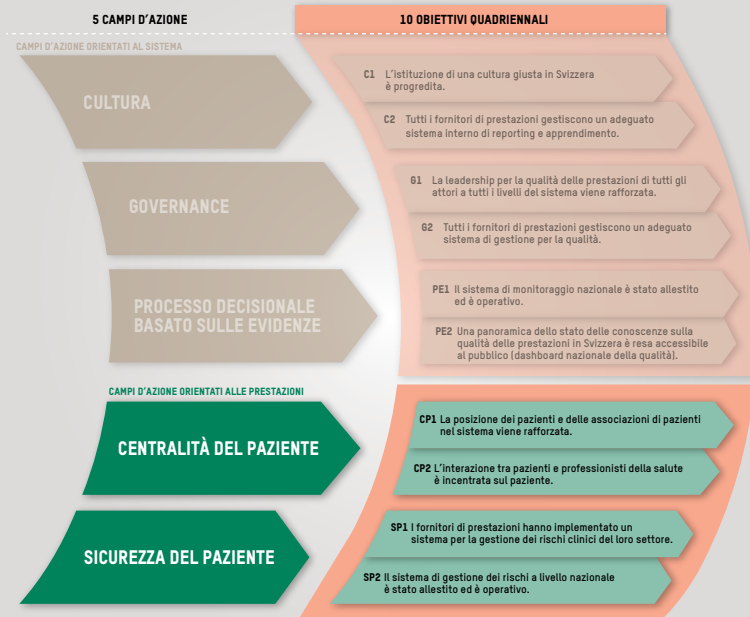 5 CAMPI D'AZIONE
10 OBIETTIVI QUADRIENNALI
CAMPI D'AZIONE ORIENTATI AL SISTEMA
CULTURA
C1 L'istituzione di una cultura giusta in Svizzera
è progredita.
C2 Tutti i fornitori di prestazioni gestiscono un adeguato
sistema interno di reporting e apprendimento.
GOVERNANCE
G1 La leadership per la qualità delle prestazioni di tutti gli
attori a tutti i livelli del sistema viene rafforzata.
G2 Tutti i fornitori di prestazioni gestiscono un adeguato
sistema di gestione per la qualità.
PROCESSO DECISIONALE
BASATO SULLE EVIDENZE
PE1 Il sistema di monitoraggio nazionale è stato allestito
ed è operativo.
PE2 Una panoramica dello stato delle conoscenze sulla
qualità delle prestazioni in Svizzera è resa accessibile
al pubblico (dashboard nazionale della qualità).
CAMPI D'AZIONE ORIENTATI ALLE PRESTAZIONI
CENTRALITÀ DEL PAZIENTE
CP1 La posizione dei pazienti e delle associazioni di pazienti
nel sistema viene rafforzata.
CP2 L'interazione tra pazienti e professionisti della salute
è incentrata sul paziente.
SICUREZZA DEL PAZIENTE
SP1 I fornitori di prestazioni hanno implementato un
sistema per la gestione dei rischi clinici del loro settore.
SP2 Il sistema di gestione dei rischi a livello nazionale
è stato allestito ed è operativo.